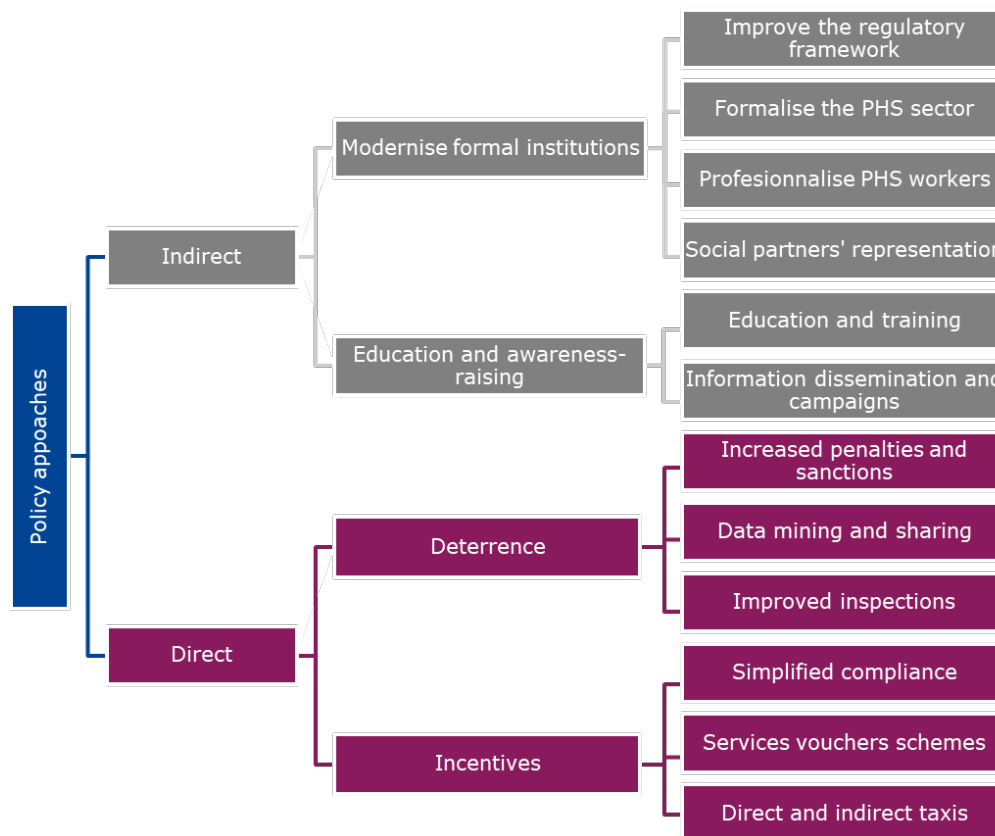 Policy appoaches
Indirect
Modernise formal institutions
Improve the regulatory
framework
Formalise the PHS sector
Profesionnalise PHS workers
Social partners' representation
Education and awareness-
raising
Education and training
Information dissemination and
campaigns
Direct
Deterrence
Increased penalties and
sanctions
Data mining and sharing
Improved inspections
Incentives
Simplified compliance
Services vouchers schemes
Direct and indirect taxis